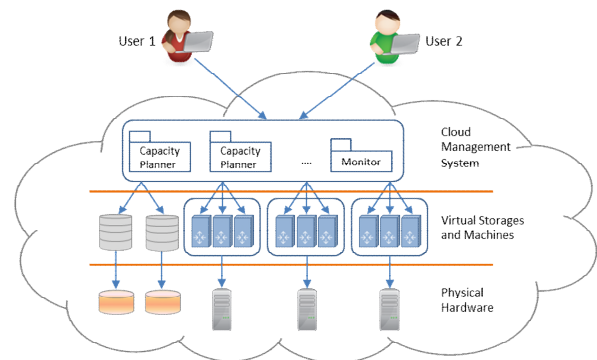 User 1
User 2
Capacity
Planner
Capacity
Planner
....
Monitor
Cloud
Management
System
Virtual Storages
and Machines
Physical
Hardware